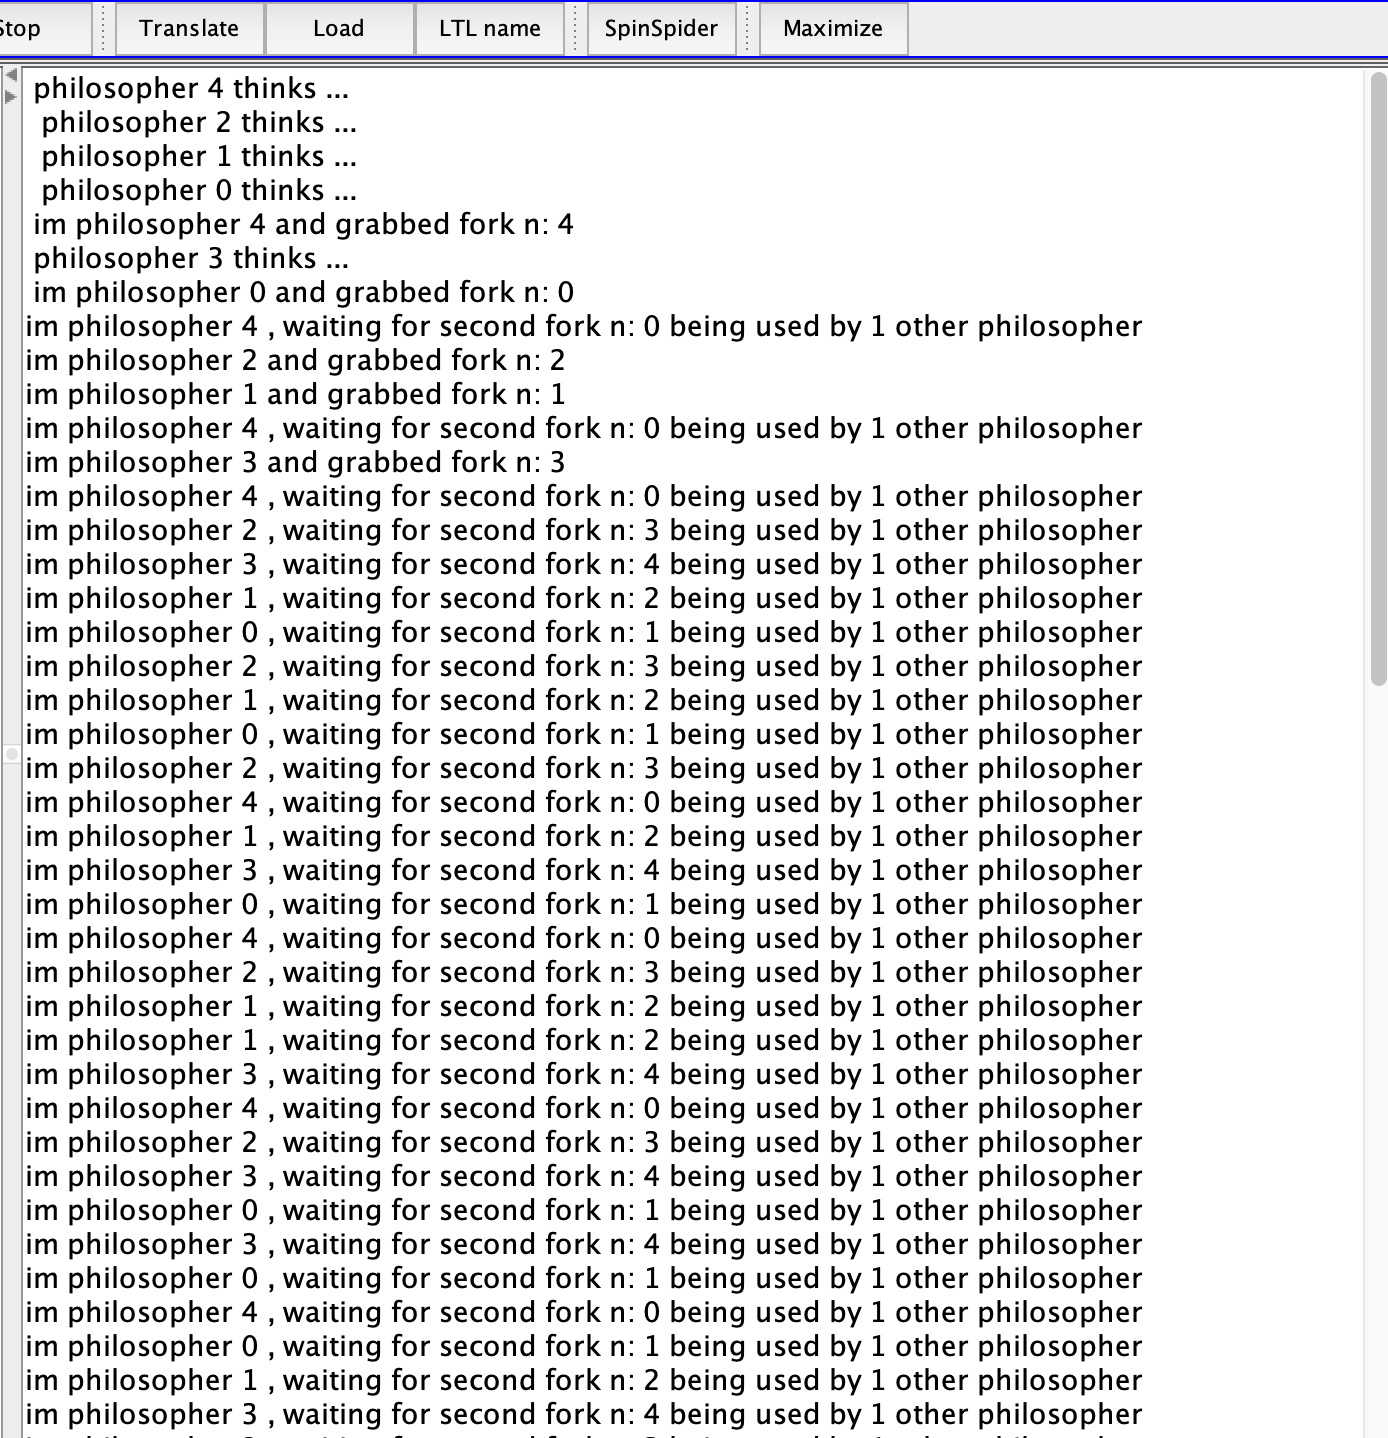 Stop Translate Load LTL name SpinSpider Maximize
philosopher 4 thinks ...
philosopher 2 thinks ...
philosopher 1 thinks ...
philosopher 0 thinks ...
im philosopher 4 and grabbed fork n: 4
philosopher 3 thinks ...
im philosopher 0 and grabbed fork n: 0
im philosopher 4 , waiting for second fork n: 0 being used by 1 other philosopher
im philosopher 2 and grabbed fork n: 2
im philosopher 1 and grabbed fork n: 1
im philosopher 4 , waiting for second fork n: 0 being used by 1 other philosopher
im philosopher 3 and grabbed fork n: 3
im philosopher 4 , waiting for second fork n: 0 being used by 1 other philosopher
im philosopher 2 , waiting for second fork n: 3 being used by 1 other philosopher
im philosopher 3 , waiting for second fork n: 4 being used by 1 other philosopher
im philosopher 1 , waiting for second fork n: 2 being used by 1 other philosopher
im philosopher 0 , waiting for second fork n: 1 being used by 1 other philosopher
im philosopher 2 , waiting for second fork n: 3 being used by 1 other philosopher
im philosopher 1 , waiting for second fork n: 2 being used by 1 other philosopher
im philosopher 0 , waiting for second fork n: 1 being used by 1 other philosopher
im philosopher 2 , waiting for second fork n: 3 being used by 1 other philosopher
im philosopher 4 , waiting for second fork n: 0 being used by 1 other philosopher
im philosopher 1 , waiting for second fork n: 2 being used by 1 other philosopher
im philosopher 3 , waiting for second fork n: 4 being used by 1 other philosopher
im philosopher 0 , waiting for second fork n: 1 being used by 1 other philosopher
im philosopher 4 , waiting for second fork n: 0 being used by 1 other philosopher
im philosopher 2 , waiting for second fork n: 3 being used by 1 other philosopher
im philosopher 1 , waiting for second fork n: 2 being used by 1 other philosopher
im philosopher 1 , waiting for second fork n: 2 being used by 1 other philosopher
im philosopher 3 , waiting for second fork n: 4 being used by 1 other philosopher
im philosopher 4 , waiting for second fork n: 0 being used by 1 other philosopher
im philosopher 2 , waiting for second fork n: 3 being used by 1 other philosopher
im philosopher 3 , waiting for second fork n: 4 being used by 1 other philosopher
im philosopher 0 , waiting for second fork n: 1 being used by 1 other philosopher
im philosopher 3 , waiting for second fork n: 4 being used by 1 other philosopher
im philosopher 0 , waiting for second fork n: 1 being used by 1 other philosopher
im philosopher 4 , waiting for second fork n: 0 being used by 1 other philosopher
im philosopher 0 , waiting for second fork n: 1 being used by 1 other philosopher
im philosopher 1 , waiting for second fork n: 2 being used by 1 other philosopher
im philosopher 3 , waiting for second fork n: 4 being used by 1 other philosopher